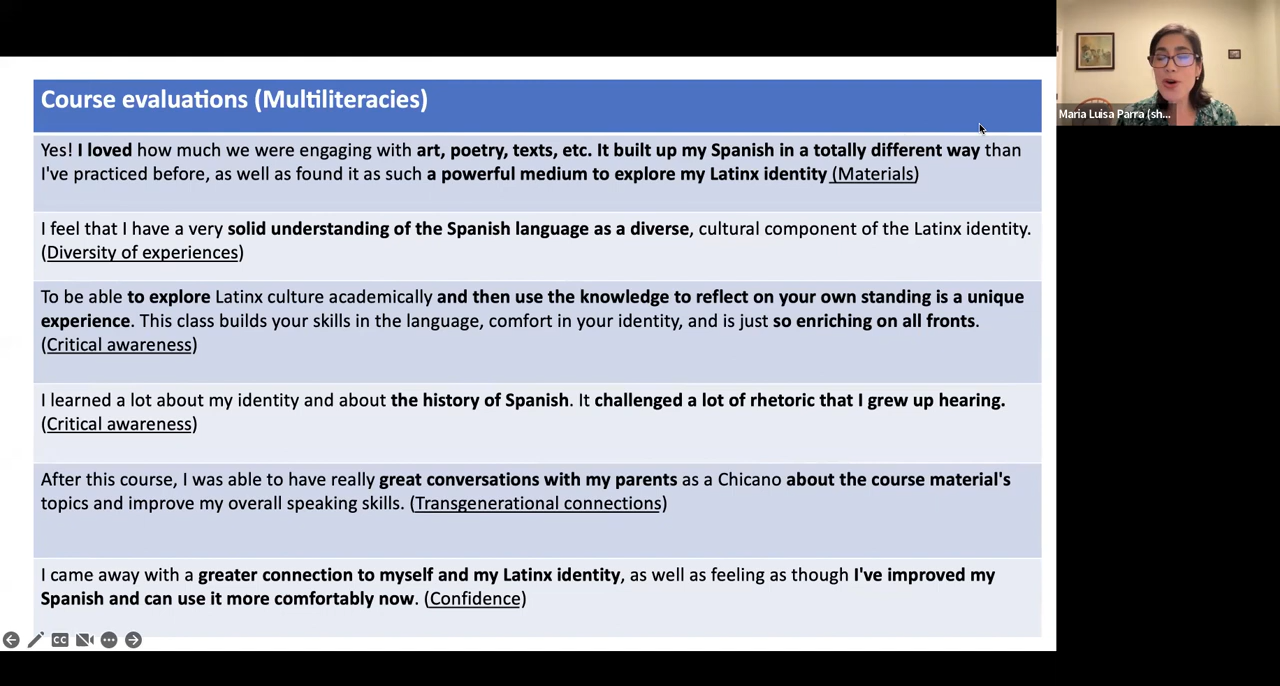 Course evaluations (Multiliteracies)
Yes! I loved how much we were engaging with art, poetry, texts, etc. It built up my Spanish in a totally different way than
I've practiced before, as well as found it as such a powerful medium to explore my Latinx identity (Materials)
I feel that I have a very solid understanding of the Spanish language as a diverse, cultural component of the Latinx identity.
(Diversity of experiences)
To be able to explore Latinx culture academically and then use the knowledge to reflect on your own standing is a unique
experience. This class builds your skills in the language, comfort in your identity, and is just so enriching on all fronts.
(Critical awareness)
I learned a lot about my identity and about the history of Spanish. It challenged a lot of rhetoric that I grew up hearing.
(Critical awareness)
After this course, I was able to have really great conversations with my parents as a Chicano about the course material's
topics and improve my overall speaking skills. (Transgenerational connections)
I came away with a greater connection to myself and my Latinx identity, as well as feeling as though I've improved my
Spanish and can use it more comfortably now. (Confidence)
CC
Maria Luisa Parra (sh...